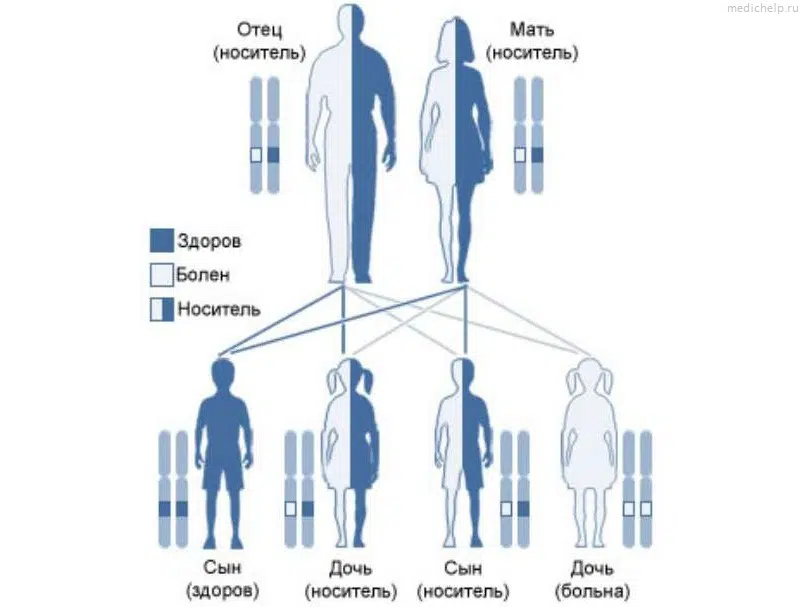 medichelp.ru
Отец
(носитель)
Мать
(носитель)
Здоров
Болен
Носитель
Сын
(здоров)
Дочь
(носитель)
Сын
(носитель)
Дочь
(больна)